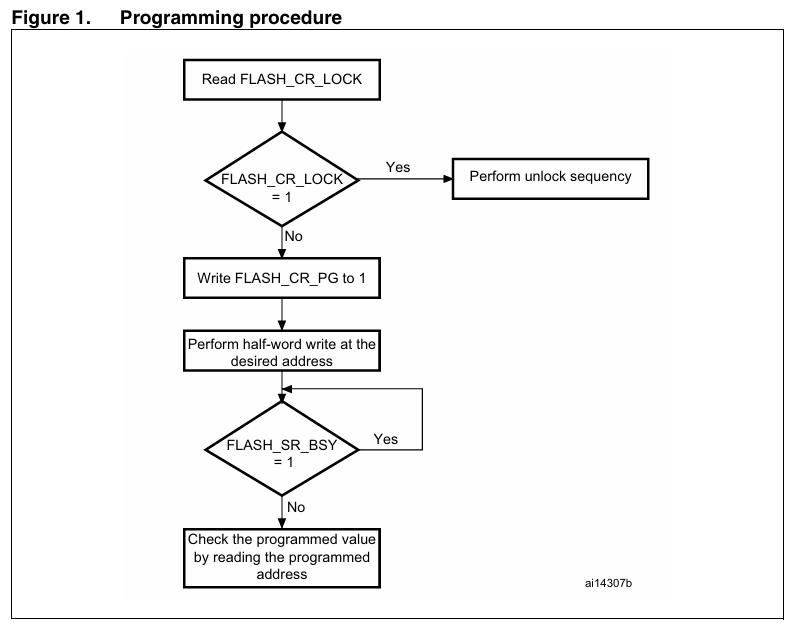 Figure 1. Programming procedure
Read FLASH_CR_LOCK
FLASH_CR_LOCK
= 1
Yes
Perform unlock sequency
No
Write FLASH_CR_PG to 1
Perform half-word write at the
desired address
FLASH_SR_BSY
= 1
Yes
No
Check the programmed value
by reading the programmed
address
ai14307b